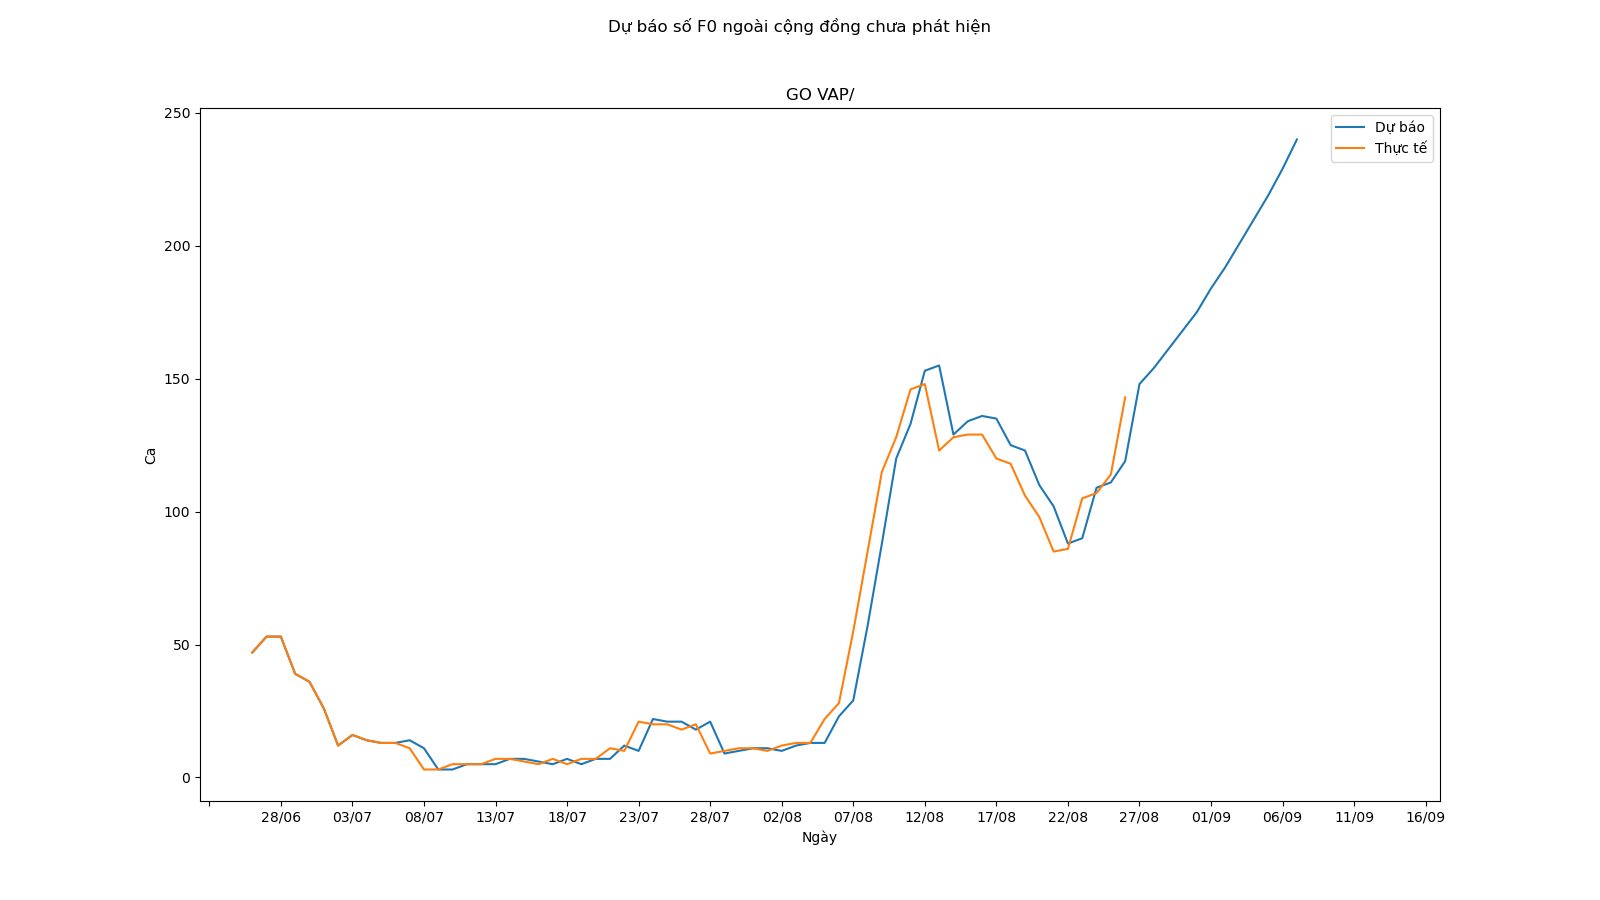 Dự báo số F0 ngoài cộng đồng chưa phát hiện
GO VAP/
250
200
150
100
50
0
Ca
Dự báo
Thực tế
28/06 03/07 08/07 13/07 18/07 23/07 28/07 02/08 07/08 12/08 17/08 22/08 27/08 01/09 06/09 11/09 16/09
Ngày